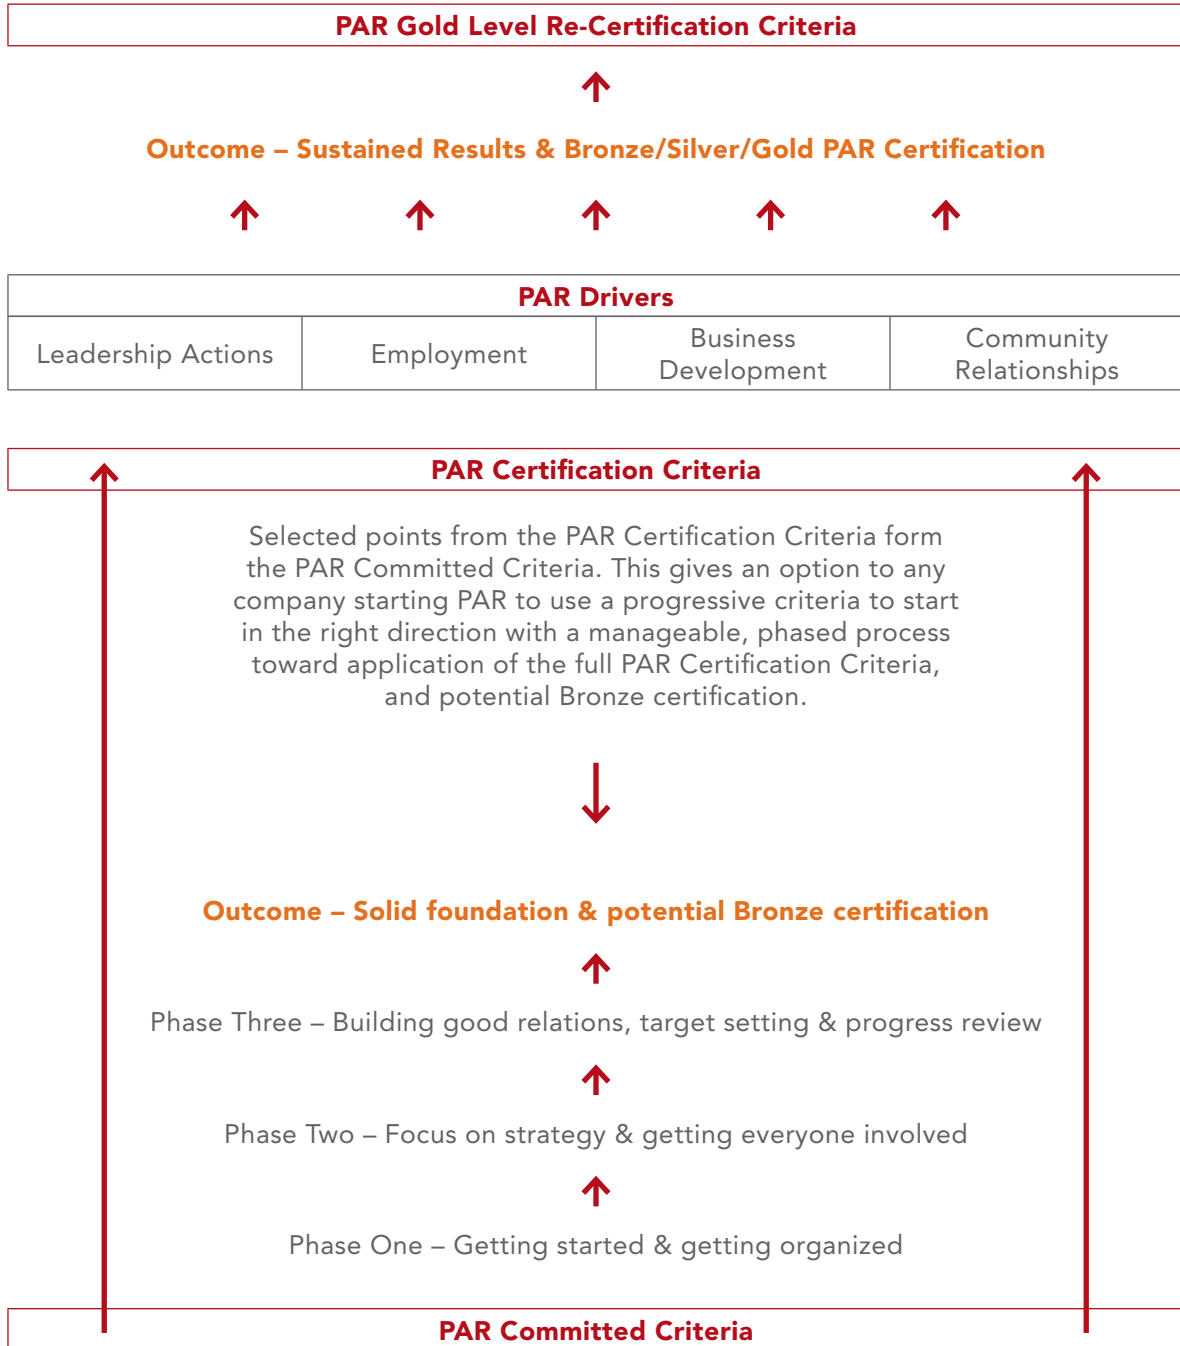 PAR Gold Level Re-Certification Criteria
Outcome – Sustained Results & Bronze/Silver/Gold PAR Certification
PAR Drivers
Leadership Actions
Employment
Business
Development
Community
Relationships
PAR Certification Criteria
Selected points from the PAR Certification Criteria form
the PAR Committed Criteria. This gives an option to any
company starting PAR to use a progressive criteria to start
in the right direction with a manageable, phased process
toward application of the full PAR Certification Criteria,
and potential Bronze certification.
Outcome – Solid foundation & potential Bronze certification
Phase Three – Building good relations, target setting & progress review
Phase Two – Focus on strategy & getting everyone involved
Phase One – Getting started & getting organized
PAR Committed Criteria